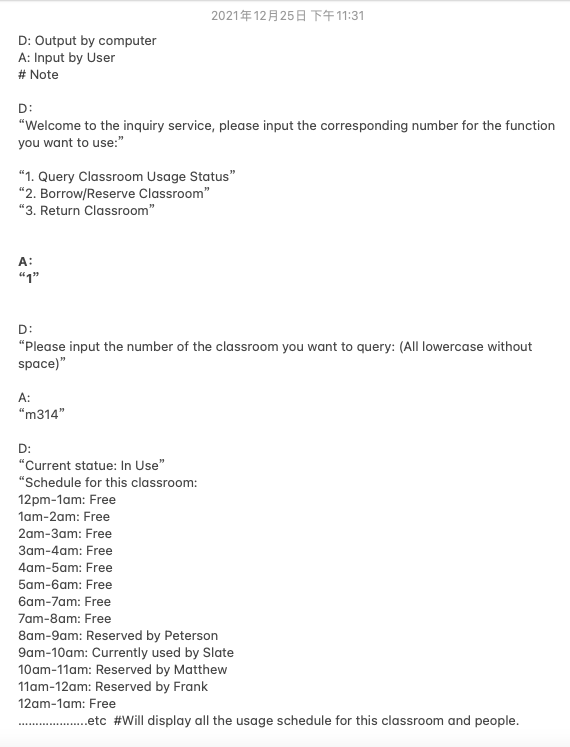 2021年12月25日 下午11:31
D: Output by computer
A: Input by User
# Note
D:
“Welcome to the inquiry service, please input the corresponding number for the function
you want to use:”
“1. Query Classroom Usage Status”
“2. Borrow/Reserve Classroom”
“3. Return Classroom”
A:
“1”
D:
“Please input the number of the classroom you want to query: (All lowercase without
space)”
A:
“m314”
D:
“Current statue: In Use”
“Schedule for this classroom:
12pm-1am: Free
1am-2am: Free
2am-3am: Free
3am-4am: Free
4am-5am: Free
5am-6am: Free
6am-7am: Free
7am-8am: Free
8am-9am: Reserved by Peterson
9am-10am: Currently used by Slate
10am-11am: Reserved by Matthew
11am-12am: Reserved by Frank
12am-1am: Free
………………..etc  #Will display all the usage schedule for this classroom and people.